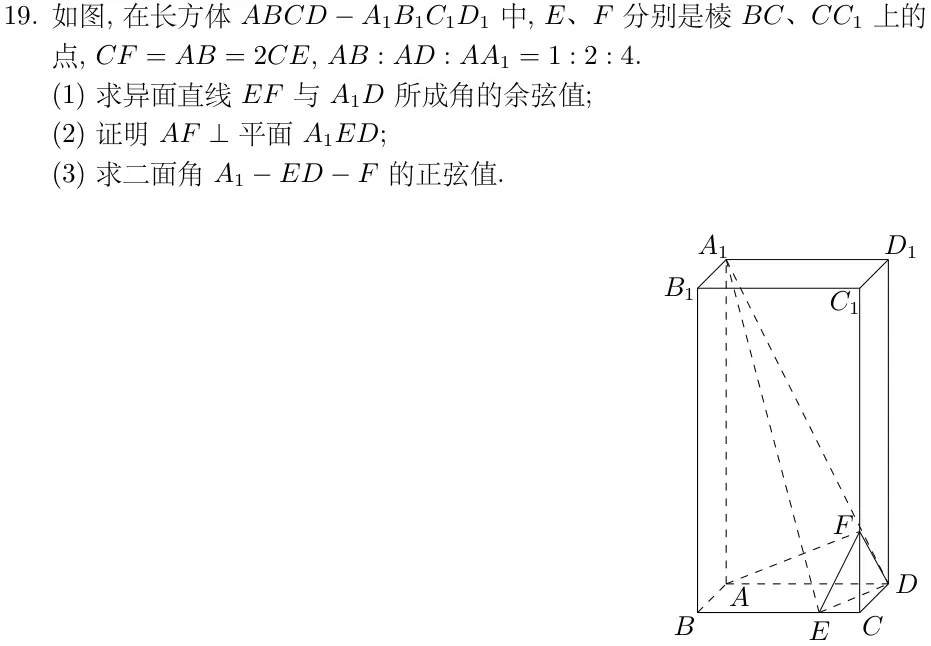 19. 如图, 在长方体 ABCD − A₁B₁C₁D₁ 中, E、F 分别是棱 BC、CC₁ 上的
点, CF = AB = 2CE, AB : AD : AA₁ = 1 : 2 : 4.
(1) 求异面直线 EF 与 A₁D 所成角的余弦值;
(2) 证明 AF ⊥ 平面 A₁ED;
(3) 求二面角 A₁ − ED − F 的正弦值.
A₁ D₁
B₁ C₁
F
A D
B E C